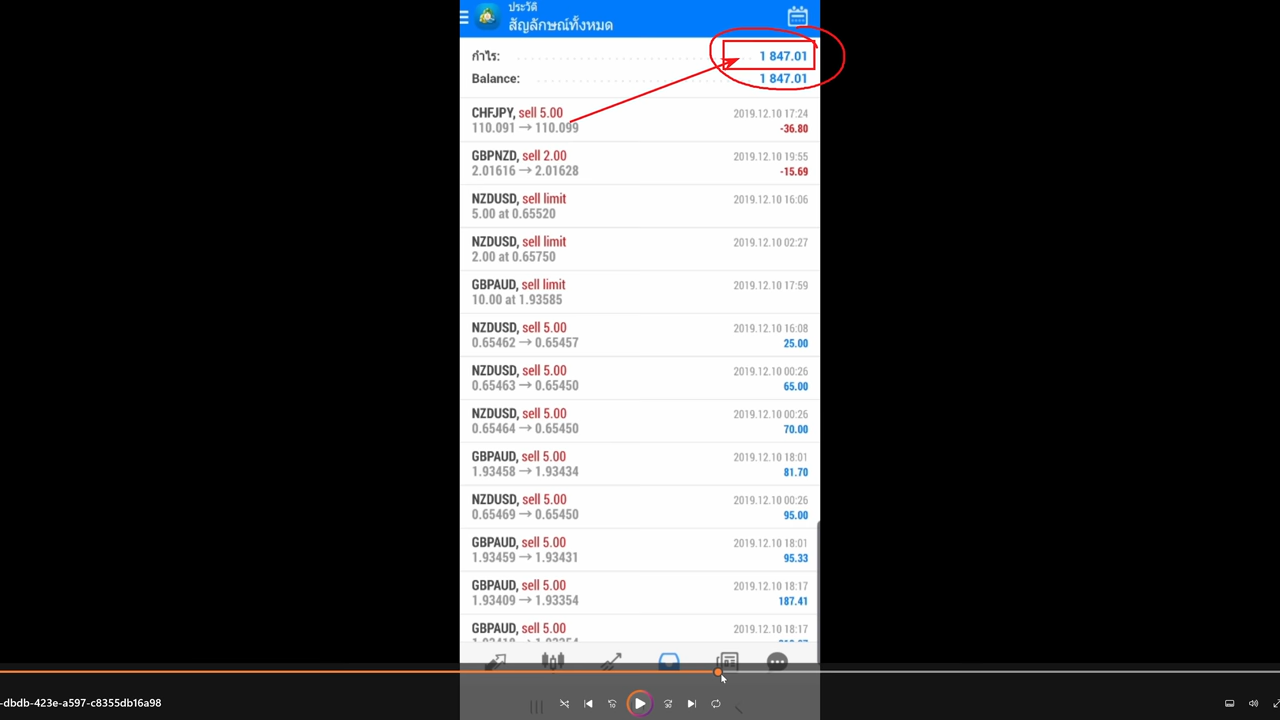 ประวัติ
สัญลักษณ์ทั้งหมด
กำไร: 1 847.01
Balance: 1 847.01
CHFJPY, sell 5.00 2019.12.10 17:24
110.091 → 110.099 -36.80
GBPNZD, sell 2.00 2019.12.10 19:55
2.01616 → 2.01628 -15.69
NZDUSD, sell limit 2019.12.10 16:06
5.00 at 0.65520
NZDUSD, sell limit 2019.12.10 02:27
2.00 at 0.65750
GBPAUD, sell limit 2019.12.10 17:59
10.00 at 1.93585
NZDUSD, sell 5.00 2019.12.10 16:08
0.65462 → 0.65457 25.00
NZDUSD, sell 5.00 2019.12.10 00:26
0.65463 → 0.65450 65.00
NZDUSD, sell 5.00 2019.12.10 00:26
0.65464 → 0.65450 70.00
GBPAUD, sell 5.00 2019.12.10 18:01
1.93458 → 1.93434 81.70
NZDUSD, sell 5.00 2019.12.10 00:26
0.65469 → 0.65450 95.00
GBPAUD, sell 5.00 2019.12.10 18:01
1.93459 → 1.93431 95.33
GBPAUD, sell 5.00 2019.12.10 18:17
1.93409 → 1.93354 187.41
GBPAUD, sell 5.00 2019.12.10 18:17
-dbdb-423e-a597-c8355db16a98